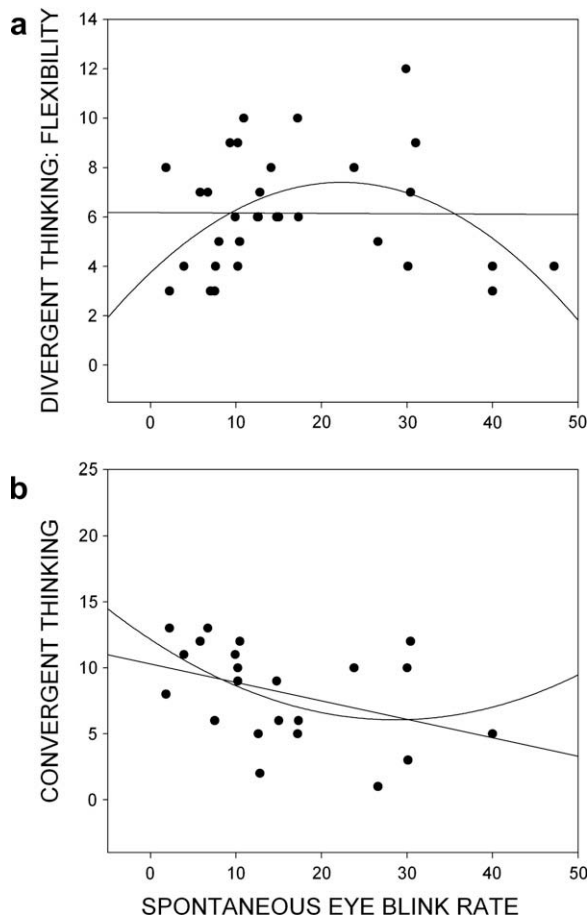 a
DIVERGENT THINKING: FLEXIBILITY
14
12
10
8
6
4
2
0
0 10 20 30 40 50
b
CONVERGENT THINKING
25
20
15
10
5
0
0 10 20 30 40 50
SPONTANEOUS EYE BLINK RATE